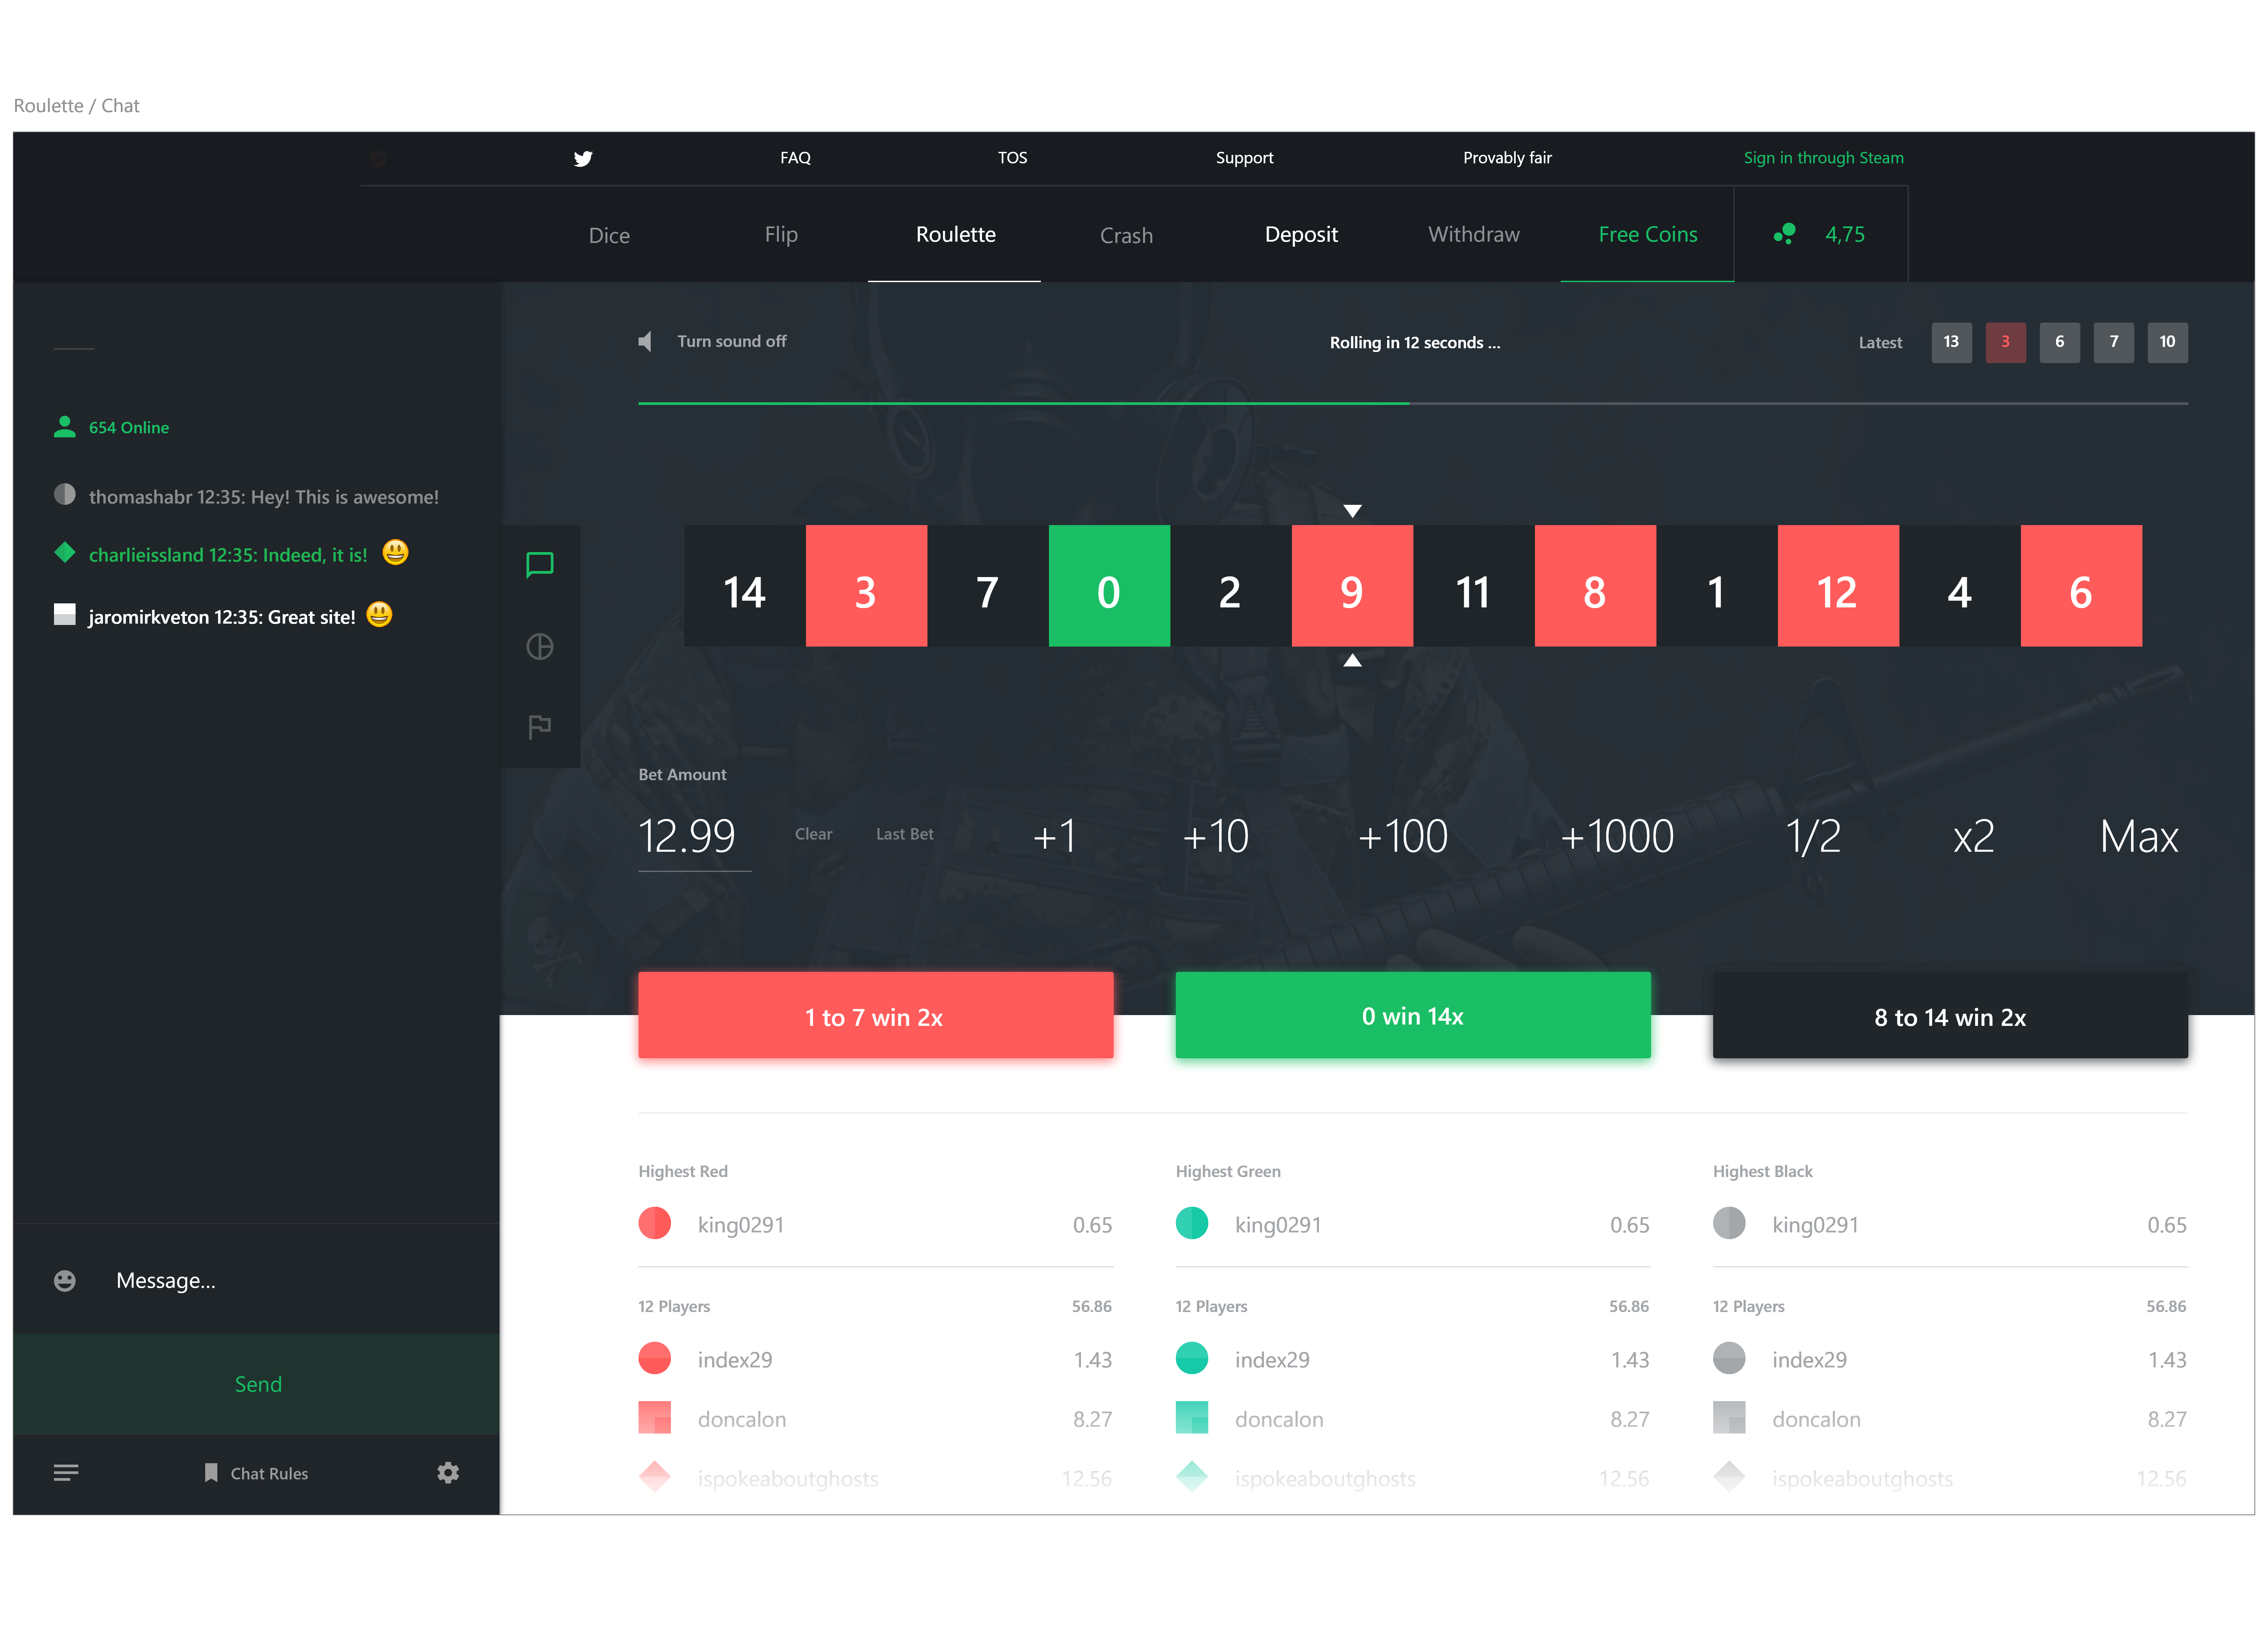 Roulette / Chat
FAQ
TOS
Support
Provably fair
Sign in through Steam
Dice
Flip
Roulette
Crash
Deposit
Withdraw
Free Coins
4,75
Turn sound off
Rolling in 12 seconds ...
Latest
13
3
6
7
10
654 Online
thomashabr 12:35: Hey! This is awesome!
charlieissland 12:35: Indeed, it is! 😃
jaromirkveton 12:35: Great site! 😃
14
3
7
0
2
9
11
8
1
12
4
6
Bet Amount
12.99
Clear
Last Bet
+1
+10
+100
+1000
1/2
x2
Max
1 to 7 win 2x
0 win 14x
8 to 14 win 2x
Highest Red
king0291 0.65
12 Players 56.86
index29 1.43
doncalon 8.27
ispokeaboutghosts 12.56
Highest Green
king0291 0.65
12 Players 56.86
index29 1.43
doncalon 8.27
ispokeaboutghosts 12.56
Highest Black
king0291 0.65
12 Players 56.86
index29 1.43
doncalon 8.27
ispokeaboutghosts 12.56
Message...
Send
Chat Rules